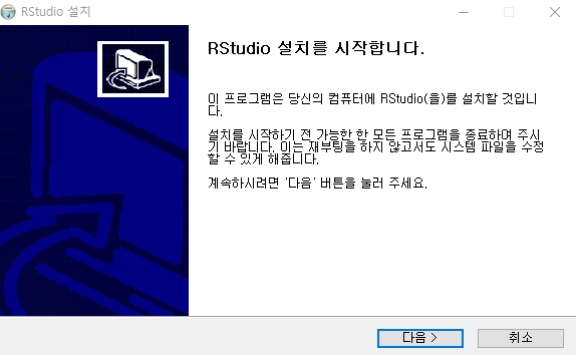 RStudio 설치
RStudio 설치를 시작합니다.
이 프로그램은 당신의 컴퓨터에 RStudio(을)를 설치할 것입니
다.
설치를 시작하기 전 가능한 한 모든 프로그램을 종료하여 주시
기 바랍니다. 이는 재부팅을 하지 않고서도 시스템 파일을 수정
할 수 있게 해줍니다.
계속하시려면 '다음' 버튼을 눌러 주세요.
다음 >
취소